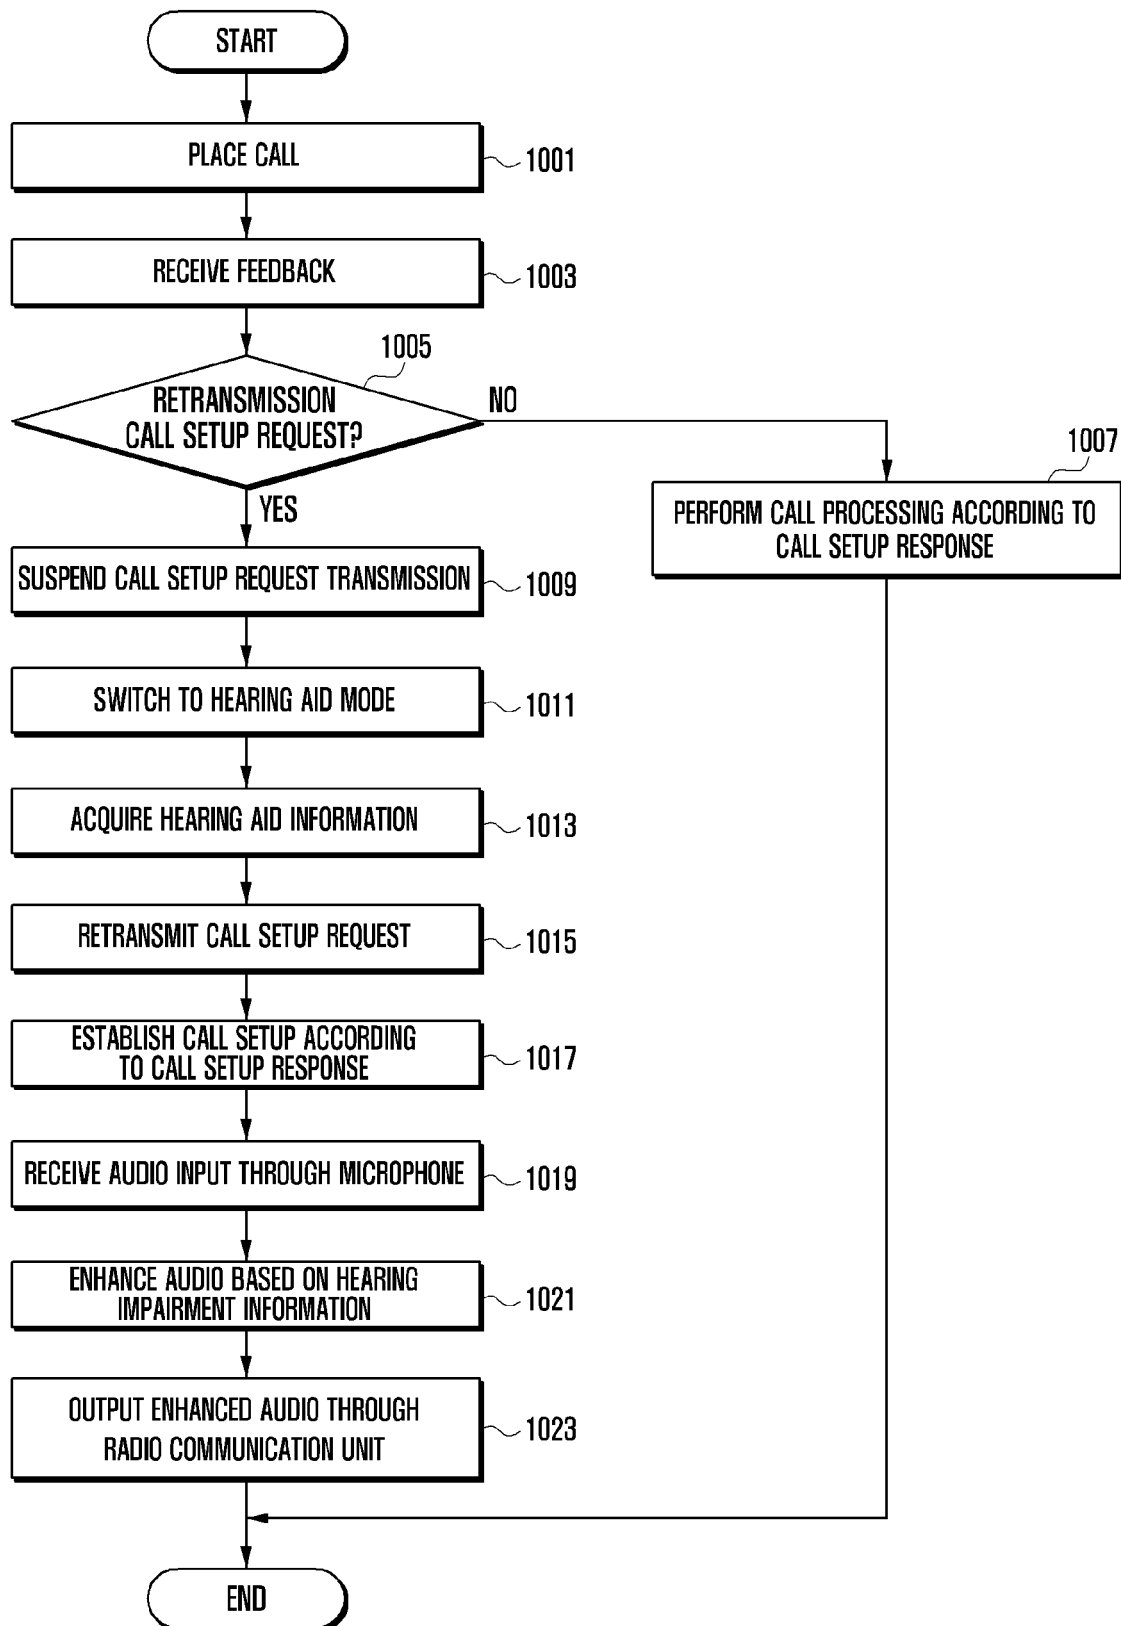 START
PLACE CALL
1001
RECEIVE FEEDBACK
1003
1005
RETRANSMISSION
CALL SETUP REQUEST?
NO
YES
1007
PERFORM CALL PROCESSING ACCORDING TO
CALL SETUP RESPONSE
SUSPEND CALL SETUP REQUEST TRANSMISSION
1009
SWITCH TO HEARING AID MODE
1011
ACQUIRE HEARING AID INFORMATION
1013
RETRANSMIT CALL SETUP REQUEST
1015
ESTABLISH CALL SETUP ACCORDING
TO CALL SETUP RESPONSE
1017
RECEIVE AUDIO INPUT THROUGH MICROPHONE
1019
ENHANCE AUDIO BASED ON HEARING
IMPAIRMENT INFORMATION
1021
OUTPUT ENHANCED AUDIO THROUGH
RADIO COMMUNICATION UNIT
1023
END